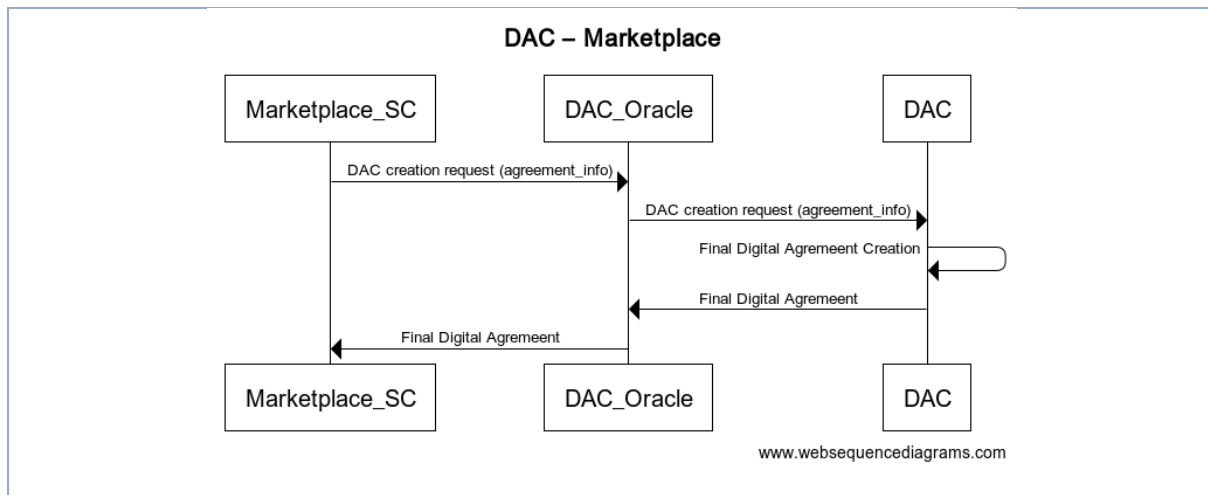 DAC – Marketplace
Marketplace_SC
DAC_Oracle
DAC
DAC creation request (agreement_info)
DAC creation request (agreement_info)
Final Digital Agremeent Creation
Final Digital Agremeent
Final Digital Agremeent
Marketplace_SC
DAC_Oracle
DAC
www.websequencediagrams.com